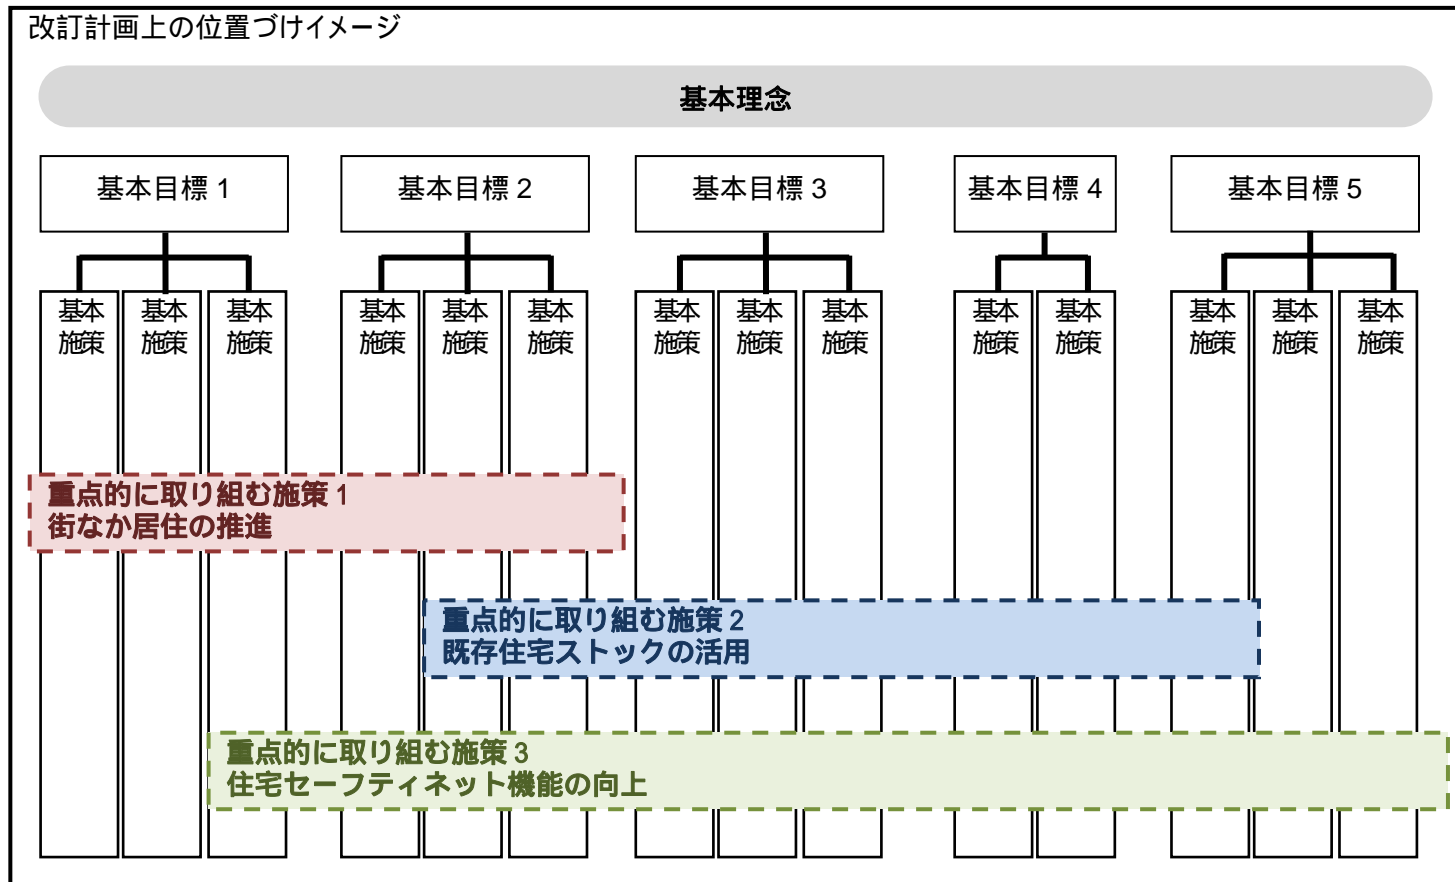 改訂計画上の位置づけイメージ
基本理念
基本目標1
基本目標2
基本目標3
基本目標4
基本目標5
基本
施策
基本
施策
基本
施策
基本
施策
基本
施策
基本
施策
基本
施策
基本
施策
基本
施策
基本
施策
基本
施策
基本
施策
基本
施策
基本
施策
重点的に取り組む施策1
街なか居住の推進
重点的に取り組む施策2
既存住宅ストックの活用
重点的に取り組む施策3
住宅セーフティネット機能の向上